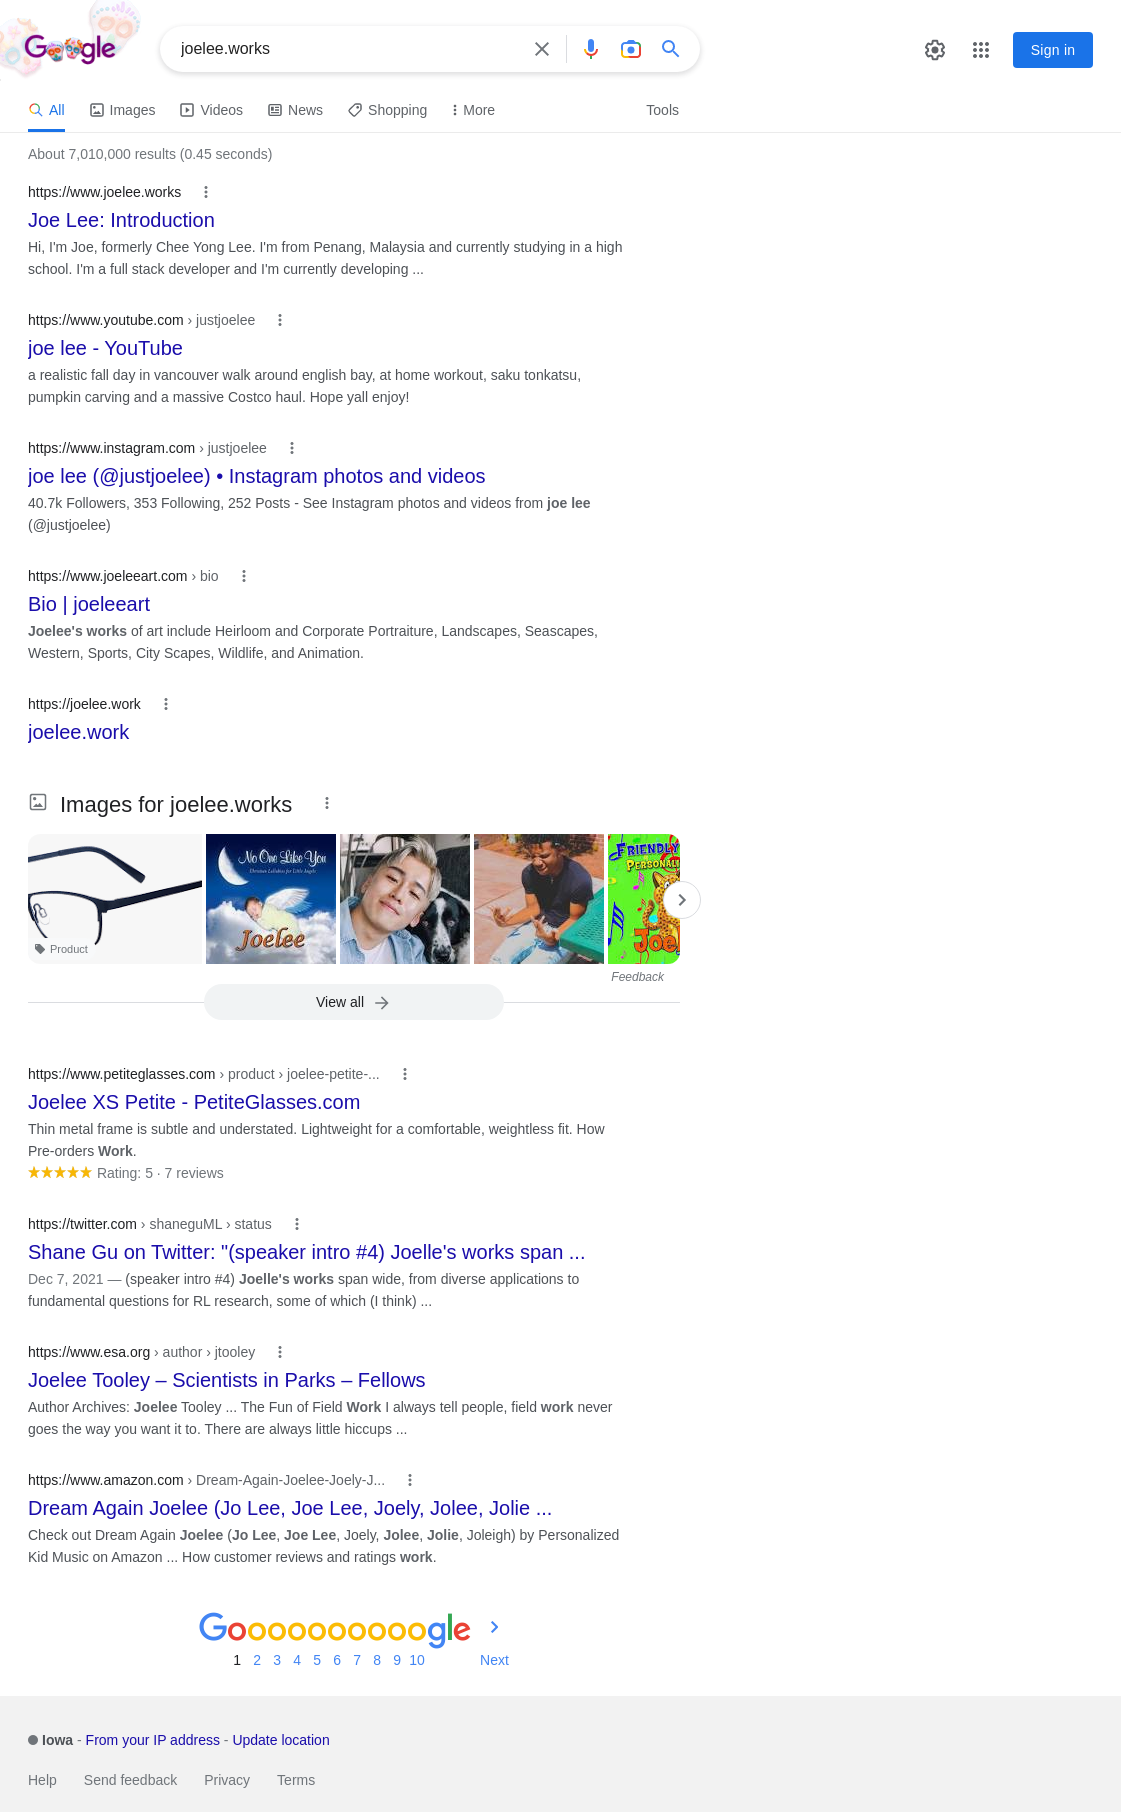 Google
joelee.works
Sign in
All
Images
Videos
News
Shopping
More
Tools
About 7,010,000 results (0.45 seconds)
https://www.joelee.works
Joe Lee: Introduction
Hi, I'm Joe, formerly Chee Yong Lee. I'm from Penang, Malaysia and currently studying in a high
school. I'm a full stack developer and I'm currently developing ...
https://www.youtube.com › justjoelee
joe lee - YouTube
a realistic fall day in vancouver walk around english bay, at home workout, saku tonkatsu,
pumpkin carving and a massive Costco haul. Hope yall enjoy!
https://www.instagram.com › justjoelee
joe lee (@justjoelee) • Instagram photos and videos
40.7k Followers, 353 Following, 252 Posts - See Instagram photos and videos from joe lee
(@justjoelee)
https://www.joeleeart.com › bio
Bio | joeleeart
Joelee's works of art include Heirloom and Corporate Portraiture, Landscapes, Seascapes,
Western, Sports, City Scapes, Wildlife, and Animation.
https://joelee.work
joelee.work
Images for joelee.works
Product
No One Like You
Christian Lullabies for Little Angels
Joelee
FRIENDLY
PERSONAL
Joe
Feedback
View all
https://www.petiteglasses.com › product › joelee-petite-...
Joelee XS Petite - PetiteGlasses.com
Thin metal frame is subtle and understated. Lightweight for a comfortable, weightless fit. How
Pre-orders Work.
Rating: 5 · 7 reviews
https://twitter.com › shaneguML › status
Shane Gu on Twitter: "(speaker intro #4) Joelle's works span ...
Dec 7, 2021 — (speaker intro #4) Joelle's works span wide, from diverse applications to
fundamental questions for RL research, some of which (I think) ...
https://www.esa.org › author › jtooley
Joelee Tooley – Scientists in Parks – Fellows
Author Archives: Joelee Tooley ... The Fun of Field Work I always tell people, field work never
goes the way you want it to. There are always little hiccups ...
https://www.amazon.com › Dream-Again-Joelee-Joely-J...
Dream Again Joelee (Jo Lee, Joe Lee, Joely, Jolee, Jolie ...
Check out Dream Again Joelee (Jo Lee, Joe Lee, Joely, Jolee, Jolie, Joleigh) by Personalized
Kid Music on Amazon ... How customer reviews and ratings work.
Goooooooooogle
1 2 3 4 5 6 7 8 9 10 Next
Iowa - From your IP address - Update location
Help
Send feedback
Privacy
Terms